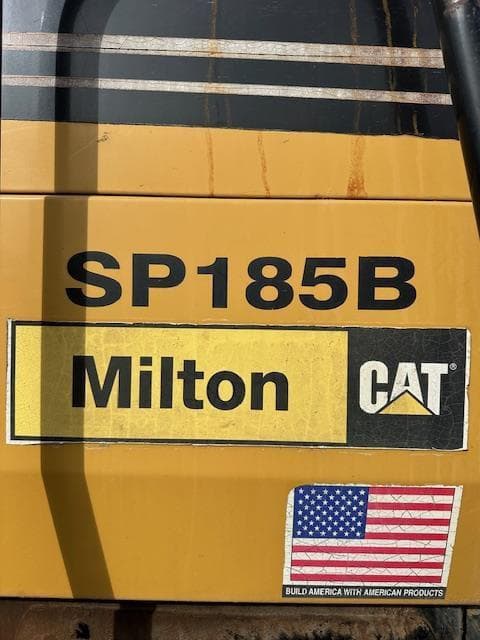 SP185B
Milton
CAT®
BUILD AMERICA WITH AMERICAN PRODUCTS